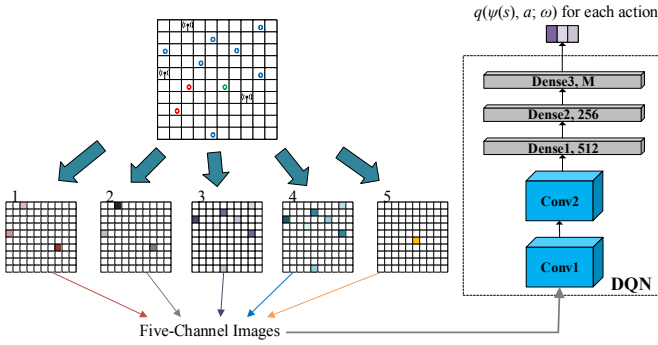 q(ψ(s), a; ω) for each action
Dense3, M
Dense2, 256
Dense1, 512
1
2
3
4
5
Conv2
Conv1
DQN
Five-Channel Images